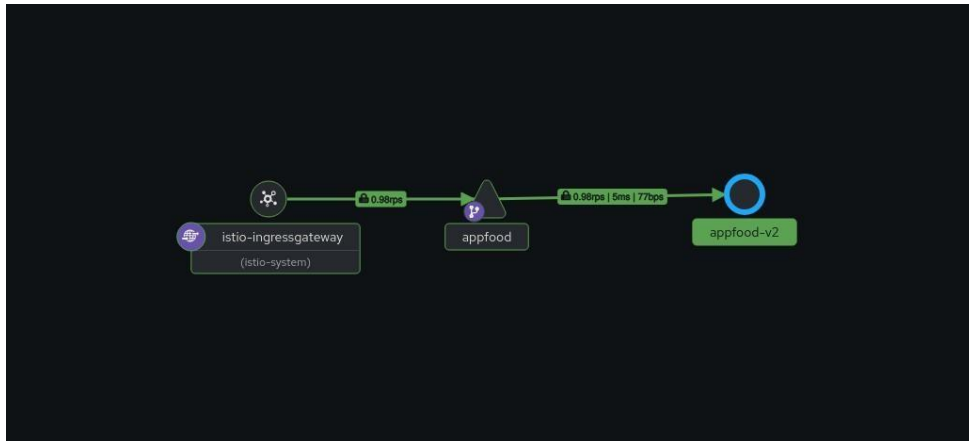 0.98rps
0.98rps | 5ms | 77bps
istio-ingressgateway
(istio-system)
appfood
appfood-v2